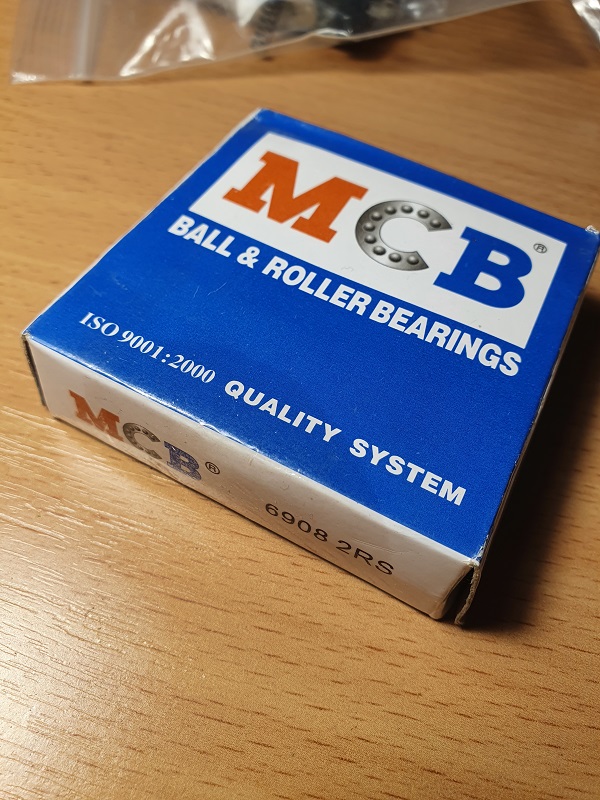 MCB®
BALL & ROLLER BEARINGS
ISO 9001:2000 QUALITY SYSTEM
MCB®
6908 2RS